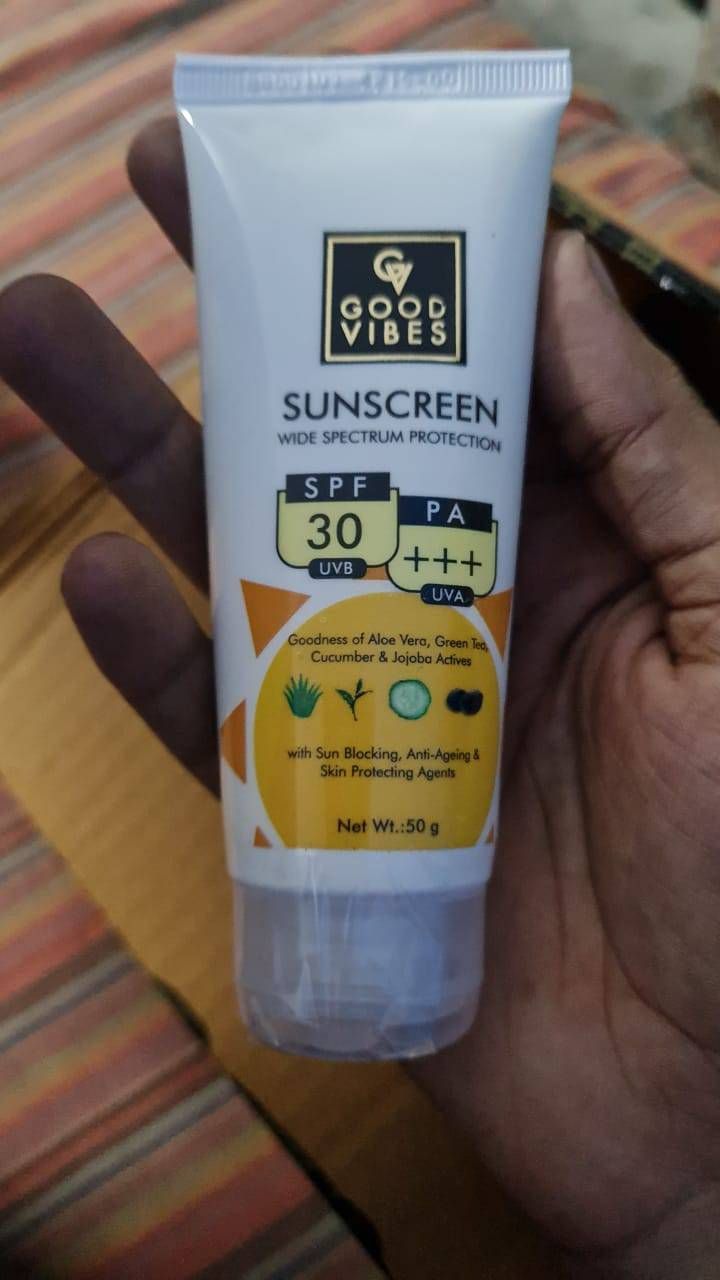 GV
GOOD
VIBES
SUNSCREEN
WIDE SPECTRUM PROTECTION
SPF
30
UVB
PA
+++
UVA
Goodness of Aloe Vera, Green Tea,
Cucumber & Jojoba Actives
with Sun Blocking, Anti-Ageing &
Skin Protecting Agents
Net Wt.:50 g